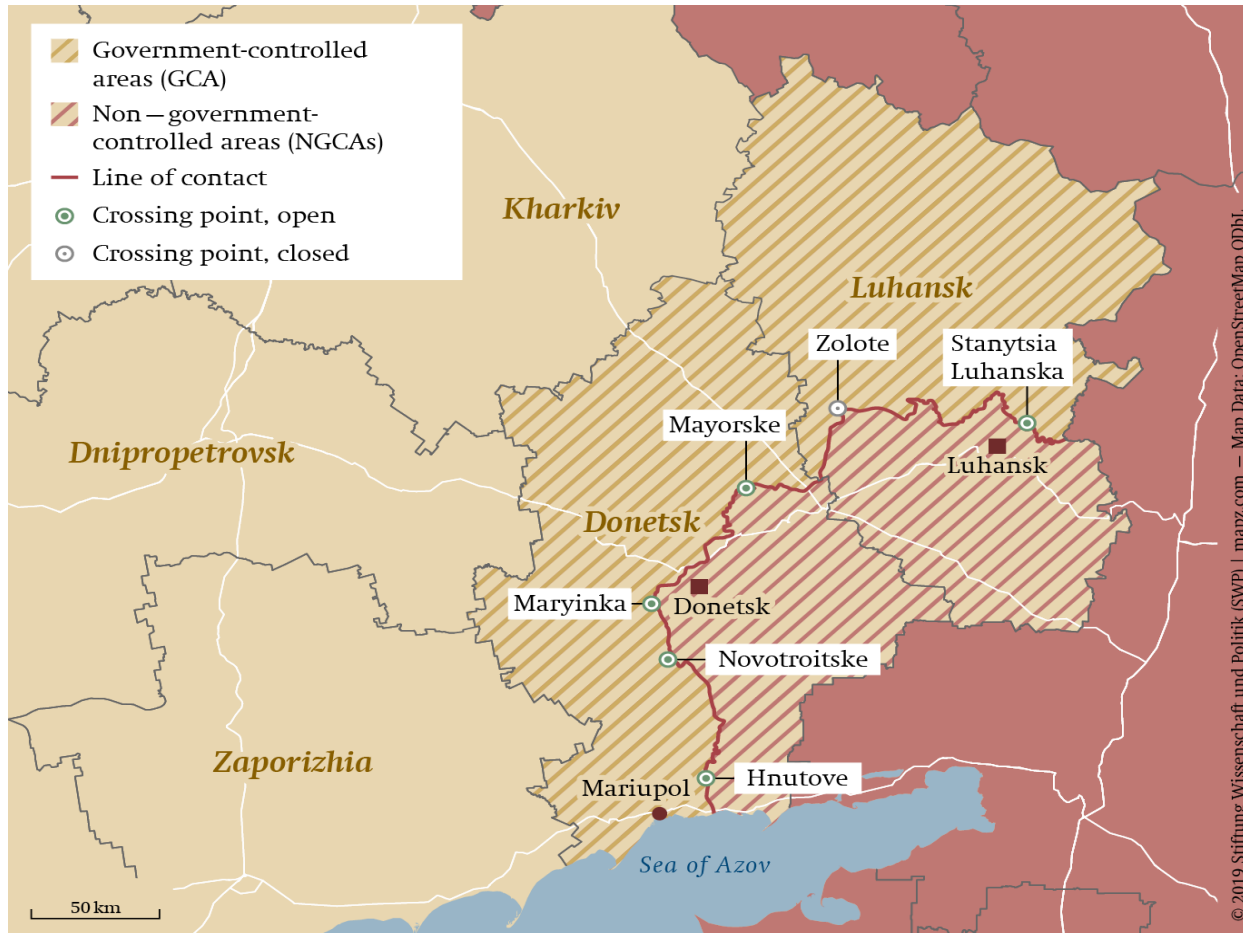 Government-controlled
areas (GCA)
Non – government-
controlled areas (NGCAs)
Line of contact
Crossing point, open
Crossing point, closed
Kharkiv
Luhansk
Zolote
Stanytsia
Luhanska
Mayorske
Dnipropetrovsk
Luhansk
Donetsk
Maryinka
Donetsk
Novotroitske
Zaporizhia
Hnutove
Mariupol
Sea of Azov
50 km
© 2019 Stiftung Wissenschaft und Politik (SWP) | mapz.com – Map Data: OpenStreetMap ODbL.